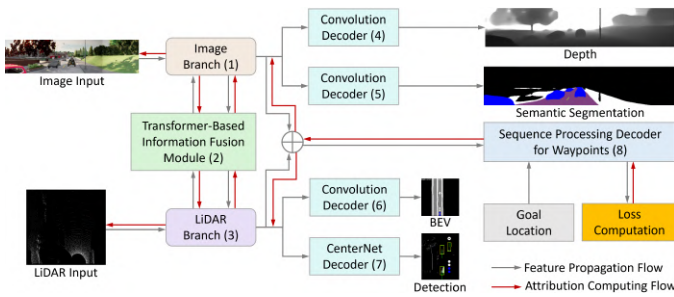 Image Input
Image
Branch (1)
Convolution
Decoder (4)
Depth
Convolution
Decoder (5)
Semantic Segmentation
Transformer-Based
Information Fusion
Module (2)
Sequence Processing Decoder
for Waypoints (8)
LiDAR Input
LiDAR
Branch (3)
Convolution
Decoder (6)
BEV
CenterNet
Decoder (7)
Detection
Goal
Location
Loss
Computation
Feature Propagation Flow
Attribution Computing Flow